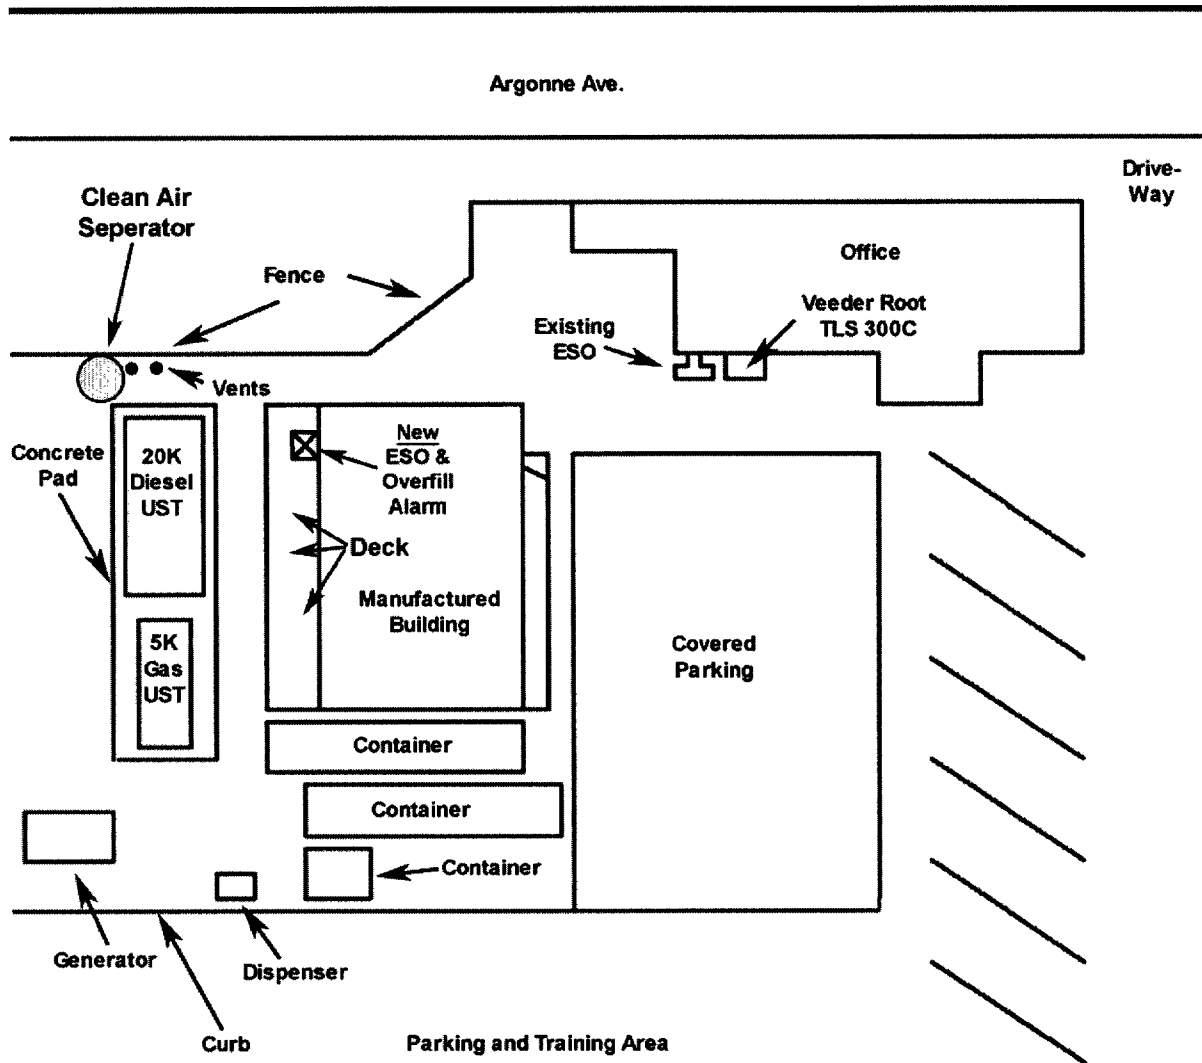 Argonne Ave.
Drive-
Way
Clean Air
Seperator
Fence
Office
Veeder Root
TLS 300C
Existing
ESO
Vents
Concrete
Pad
20K
Diesel
UST
New
ESO &
Overfill
Alarm
Deck
Manufactured
Building
5K
Gas
UST
Covered
Parking
Container
Container
Container
Generator
Dispenser
Curb
Parking and Training Area